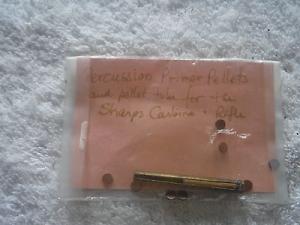 Percussion Primer Pellets
and pellet tube for the
Sharps Carbine + Rifle